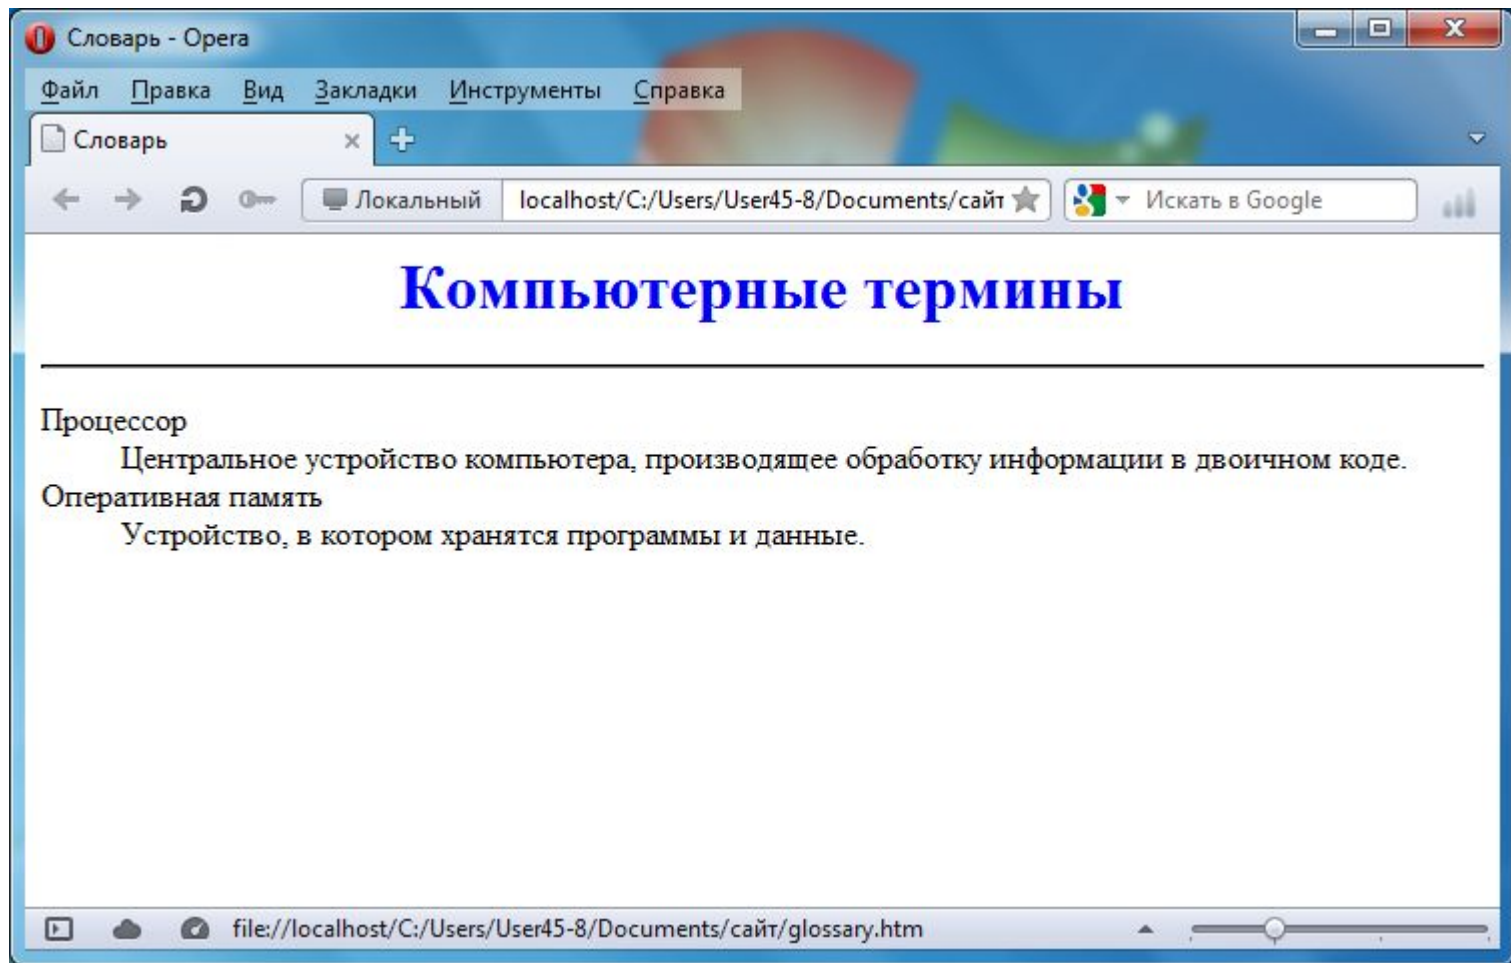 Словарь - Opera
Файл Правка Вид Закладки Инструменты Справка
Словарь
Локальный localhost/C:/Users/User45-8/Documents/сайт Искать в Google
Компьютерные термины
Процессор
Центральное устройство компьютера, производящее обработку информации в двоичном коде.
Оперативная память
Устройство, в котором хранятся программы и данные.
file://localhost/C:/Users/User45-8/Documents/сайт/glossary.htm